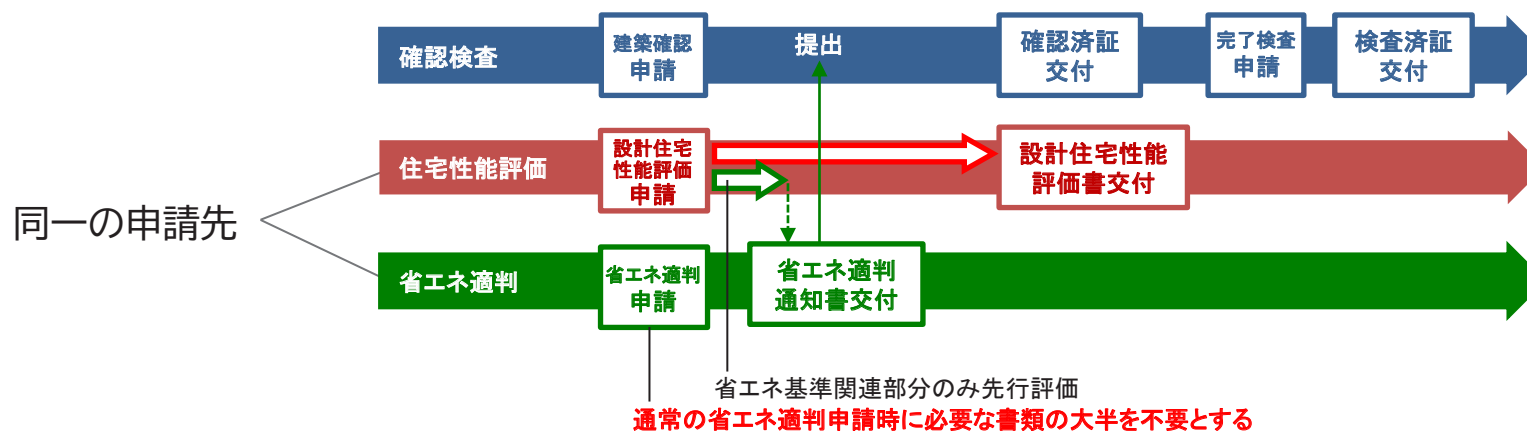 確認検査
建築確認
申請
提出
確認済証
交付
完了検査
申請
検査済証
交付
同一の申請先
住宅性能評価
設計住宅
性能評価
申請
設計住宅性能
評価書交付
省エネ適判
省エネ適判
申請
省エネ適判
通知書交付
省エネ基準関連部分のみ先行評価
通常の省エネ適判申請時に必要な書類の大半を不要とする